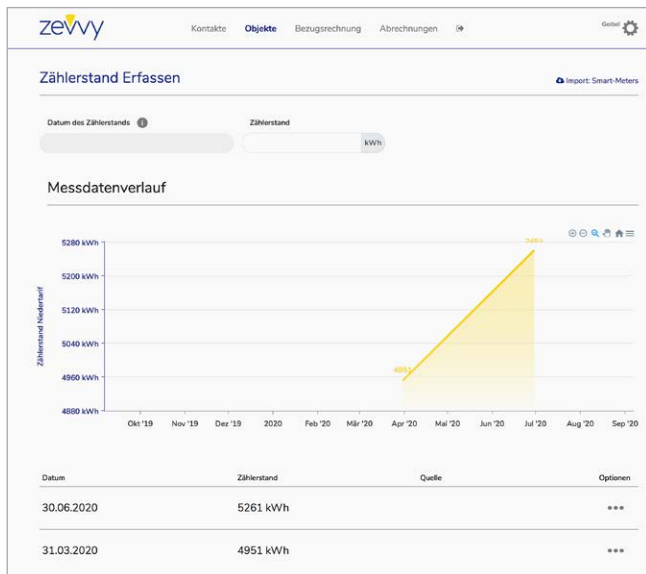 zevvy
Kontakte Objekte Bezugsrechnung Abrechnungen Geibel
Zählerstand Erfassen
Import: Smart-Meters
Datum des Zählerstands Zählerstand
kWh
Messdatenverlauf
5280 kWh
5200 kWh
5120 kWh
5040 kWh
4960 kWh
4880 kWh
Zählerstand Niedertarif
4951
Okt '19 Nov '19 Dez '19 2020 Feb '20 Mär '20 Apr '20 Mai '20 Jun '20 Jul '20 Aug '20 Sep '20
Datum Zählerstand Quelle Optionen
30.06.2020 5261 kWh
31.03.2020 4951 kWh